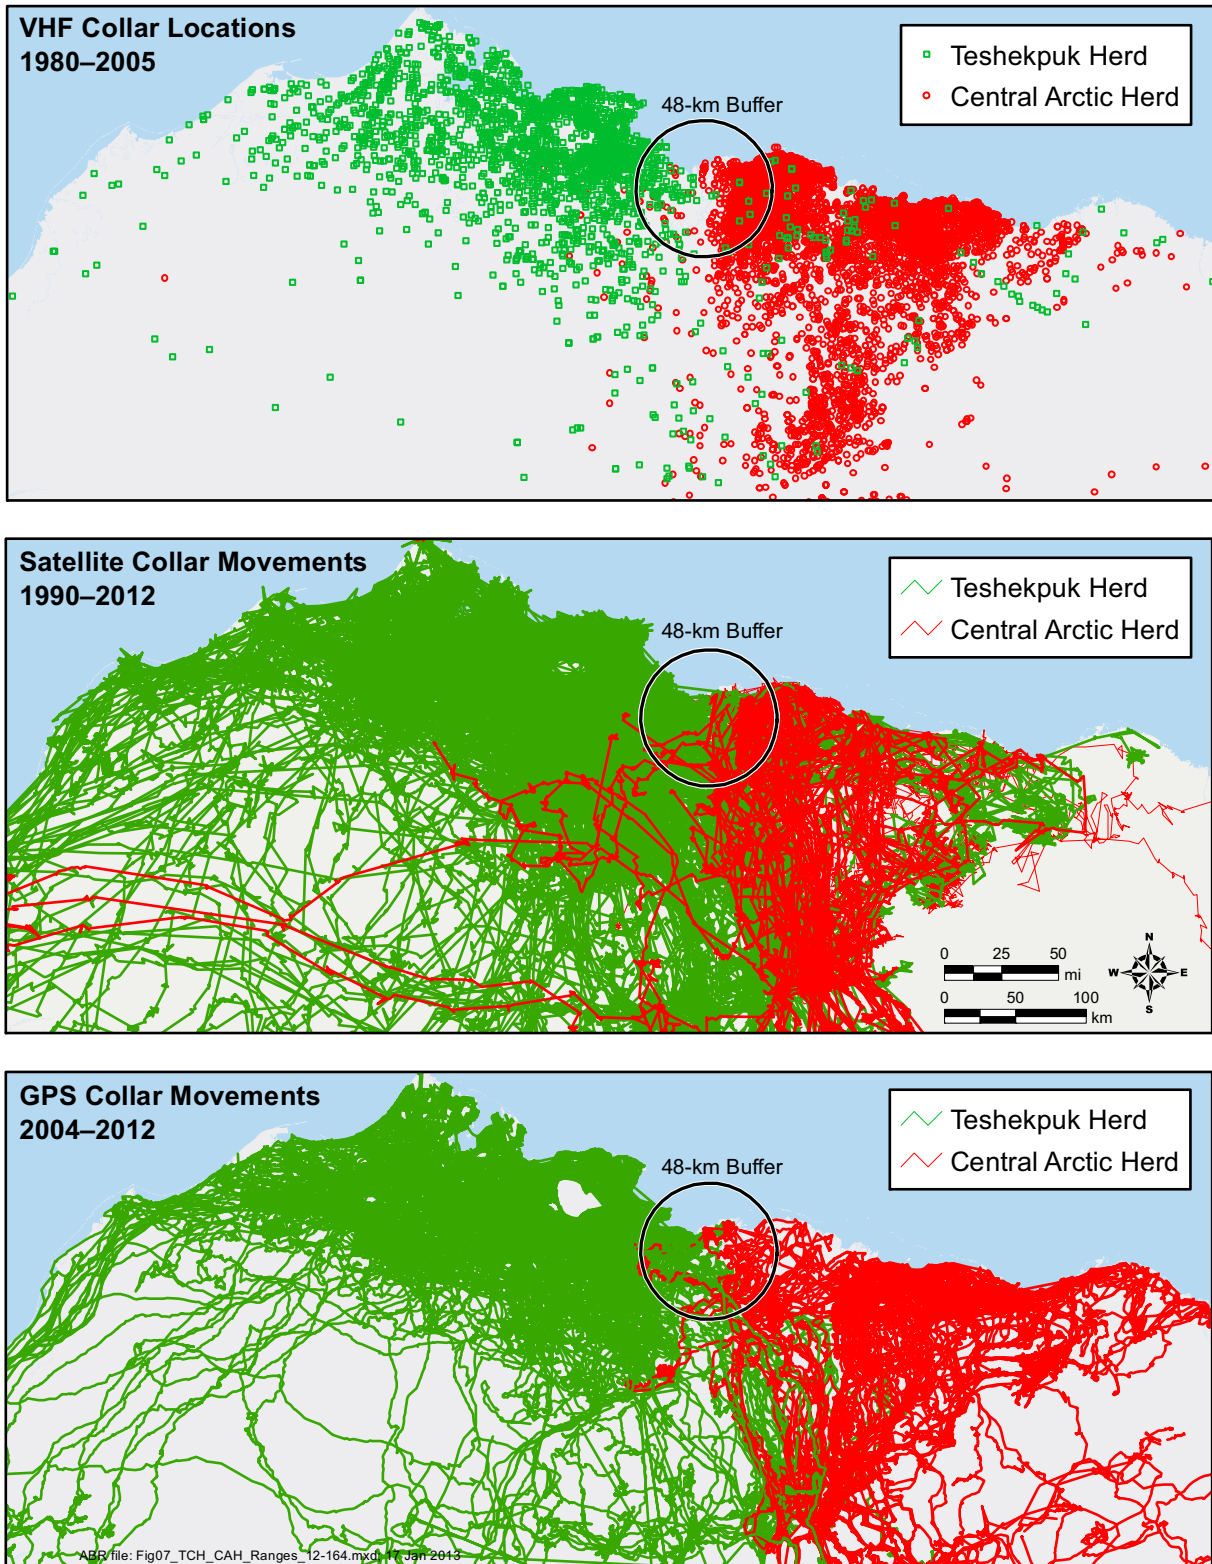 VHF Collar Locations
1980–2005
Teshekpuk Herd
Central Arctic Herd
48-km Buffer
Satellite Collar Movements
1990–2012
Teshekpuk Herd
Central Arctic Herd
48-km Buffer
0 25 50
mi
0 50 100
km
N
W E
S
GPS Collar Movements
2004–2012
Teshekpuk Herd
Central Arctic Herd
48-km Buffer
ABR file: Fig07_TCH_CAH_Ranges_12-164.mxd; 17 Jan 2013